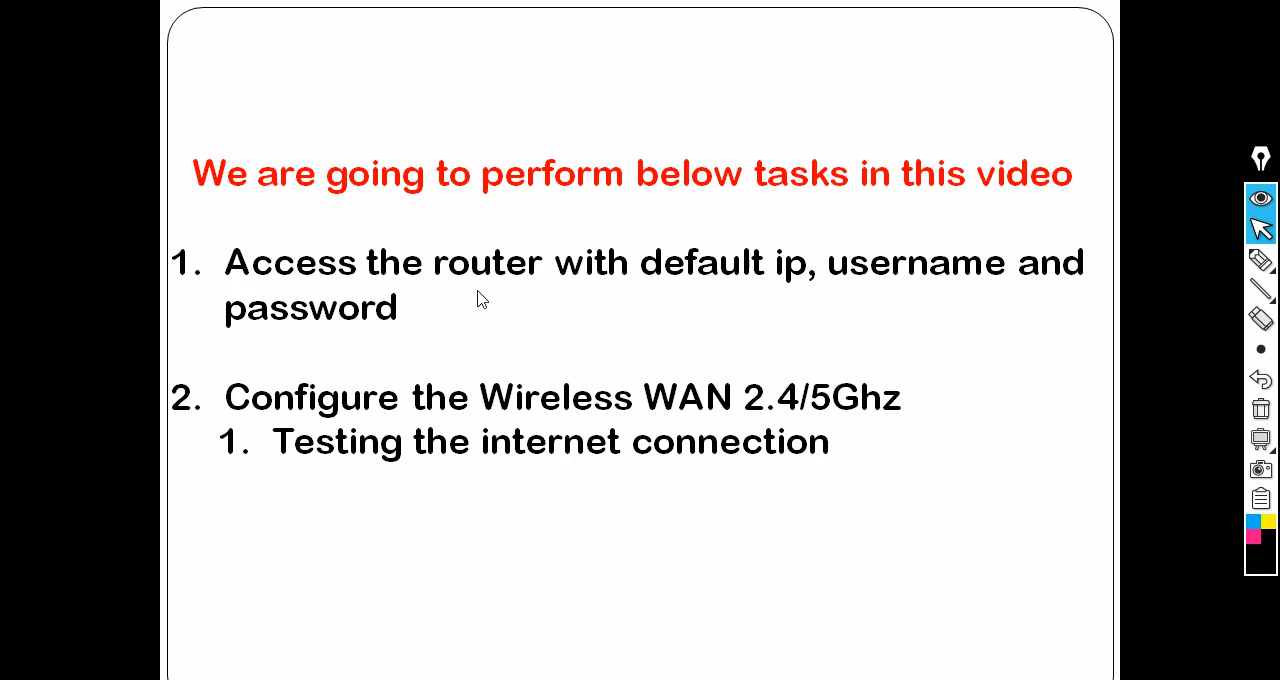 We are going to perform below tasks in this video
1. Access the router with default ip, username and
password
2. Configure the Wireless WAN 2.4/5Ghz
1. Testing the internet connection